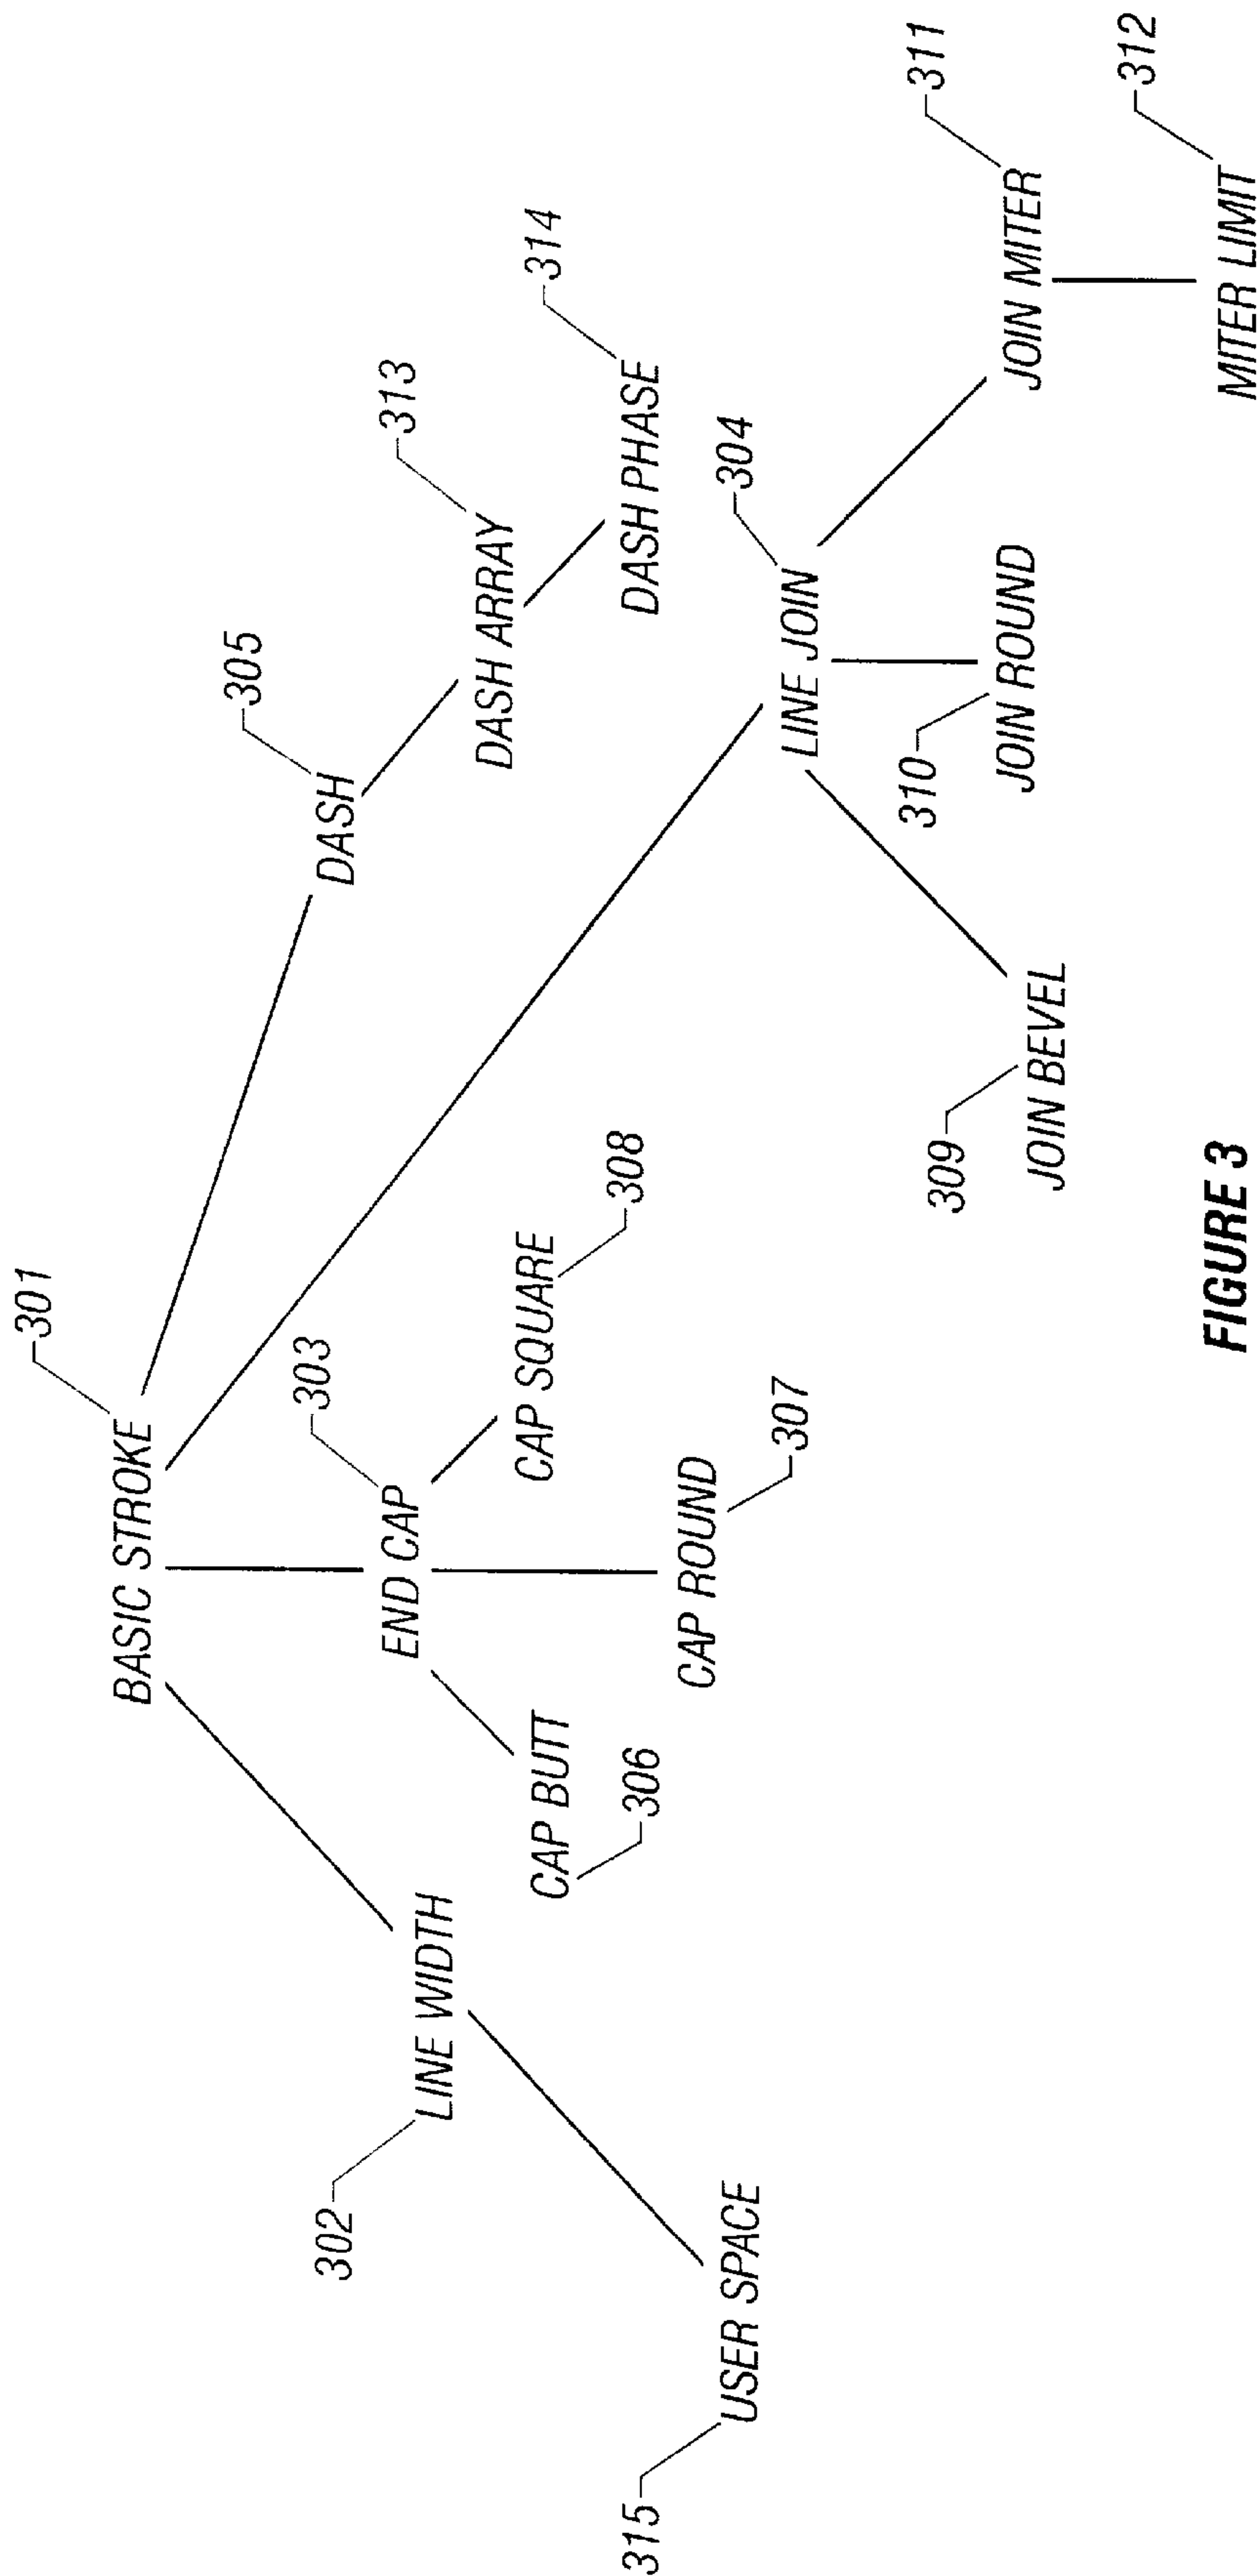 301
BASIC STROKE
305
DASH
302
LINE WIDTH
303
END CAP
313
DASH ARRAY
314
DASH PHASE
CAP BUTT
306
CAP SQUARE
308
315
USER SPACE
CAP ROUND
307
304
LINE JOIN
309
JOIN BEVEL
310
JOIN ROUND
311
JOIN MITER
312
MITER LIMIT
FIGURE 3